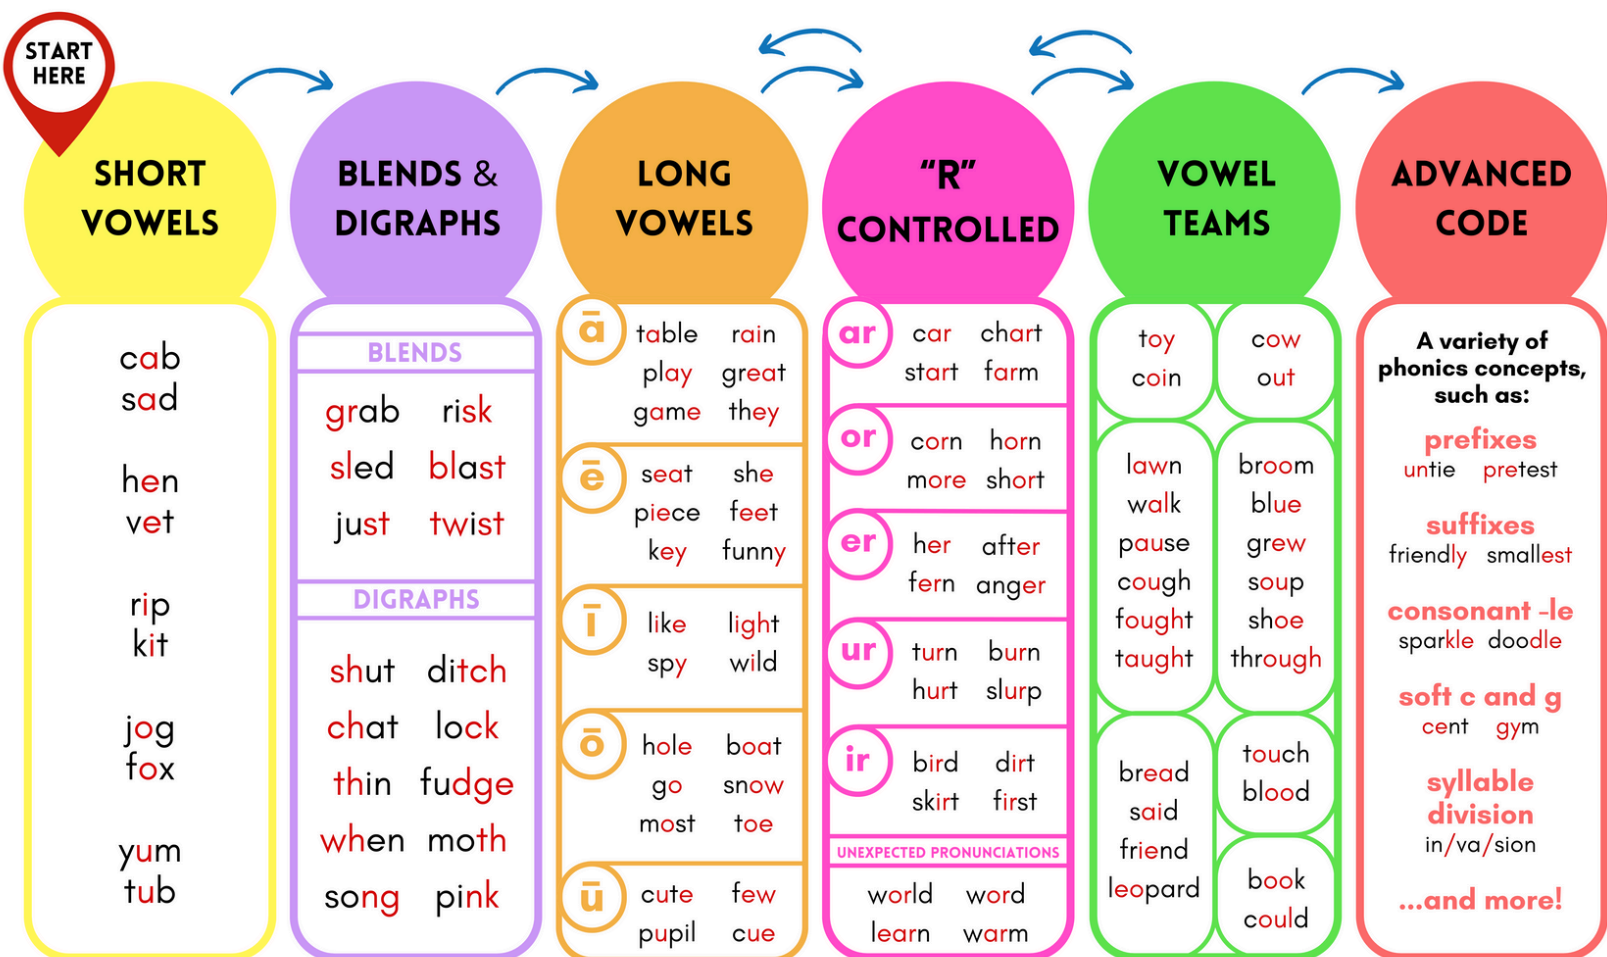 START
HERE
SHORT
VOWELS
cab
sad
hen
vet
rip
kit
jog
fox
yum
tub
BLENDS &
DIGRAPHS
BLENDS
grab risk
sled blast
just twist
DIGRAPHS
shut ditch
chat lock
thin fudge
when moth
song pink
LONG
VOWELS
ā
table rain
play great
game they
ē
seat she
piece feet
key funny
ī
like light
spy wild
ō
hole boat
go snow
most toe
ū
cute few
pupil cue
“R”
CONTROLLED
ar
car chart
start farm
or
corn horn
more short
er
her after
fern anger
ur
turn burn
hurt slurp
ir
bird dirt
skirt first
UNEXPECTED PRONUNCIATIONS
world word
learn warm
VOWEL
TEAMS
toy
coin
cow
out
lawn
walk
pause
cough
fought
taught
broom
blue
grew
soup
shoe
through
bread
said
friend
leopard
touch
blood
book
could
ADVANCED
CODE
A variety of
phonics concepts,
such as:
prefixes
untie pretest
suffixes
friendly smallest
consonant -le
sparkle doodle
soft c and g
cent gym
syllable
division
in/va/sion
...and more!